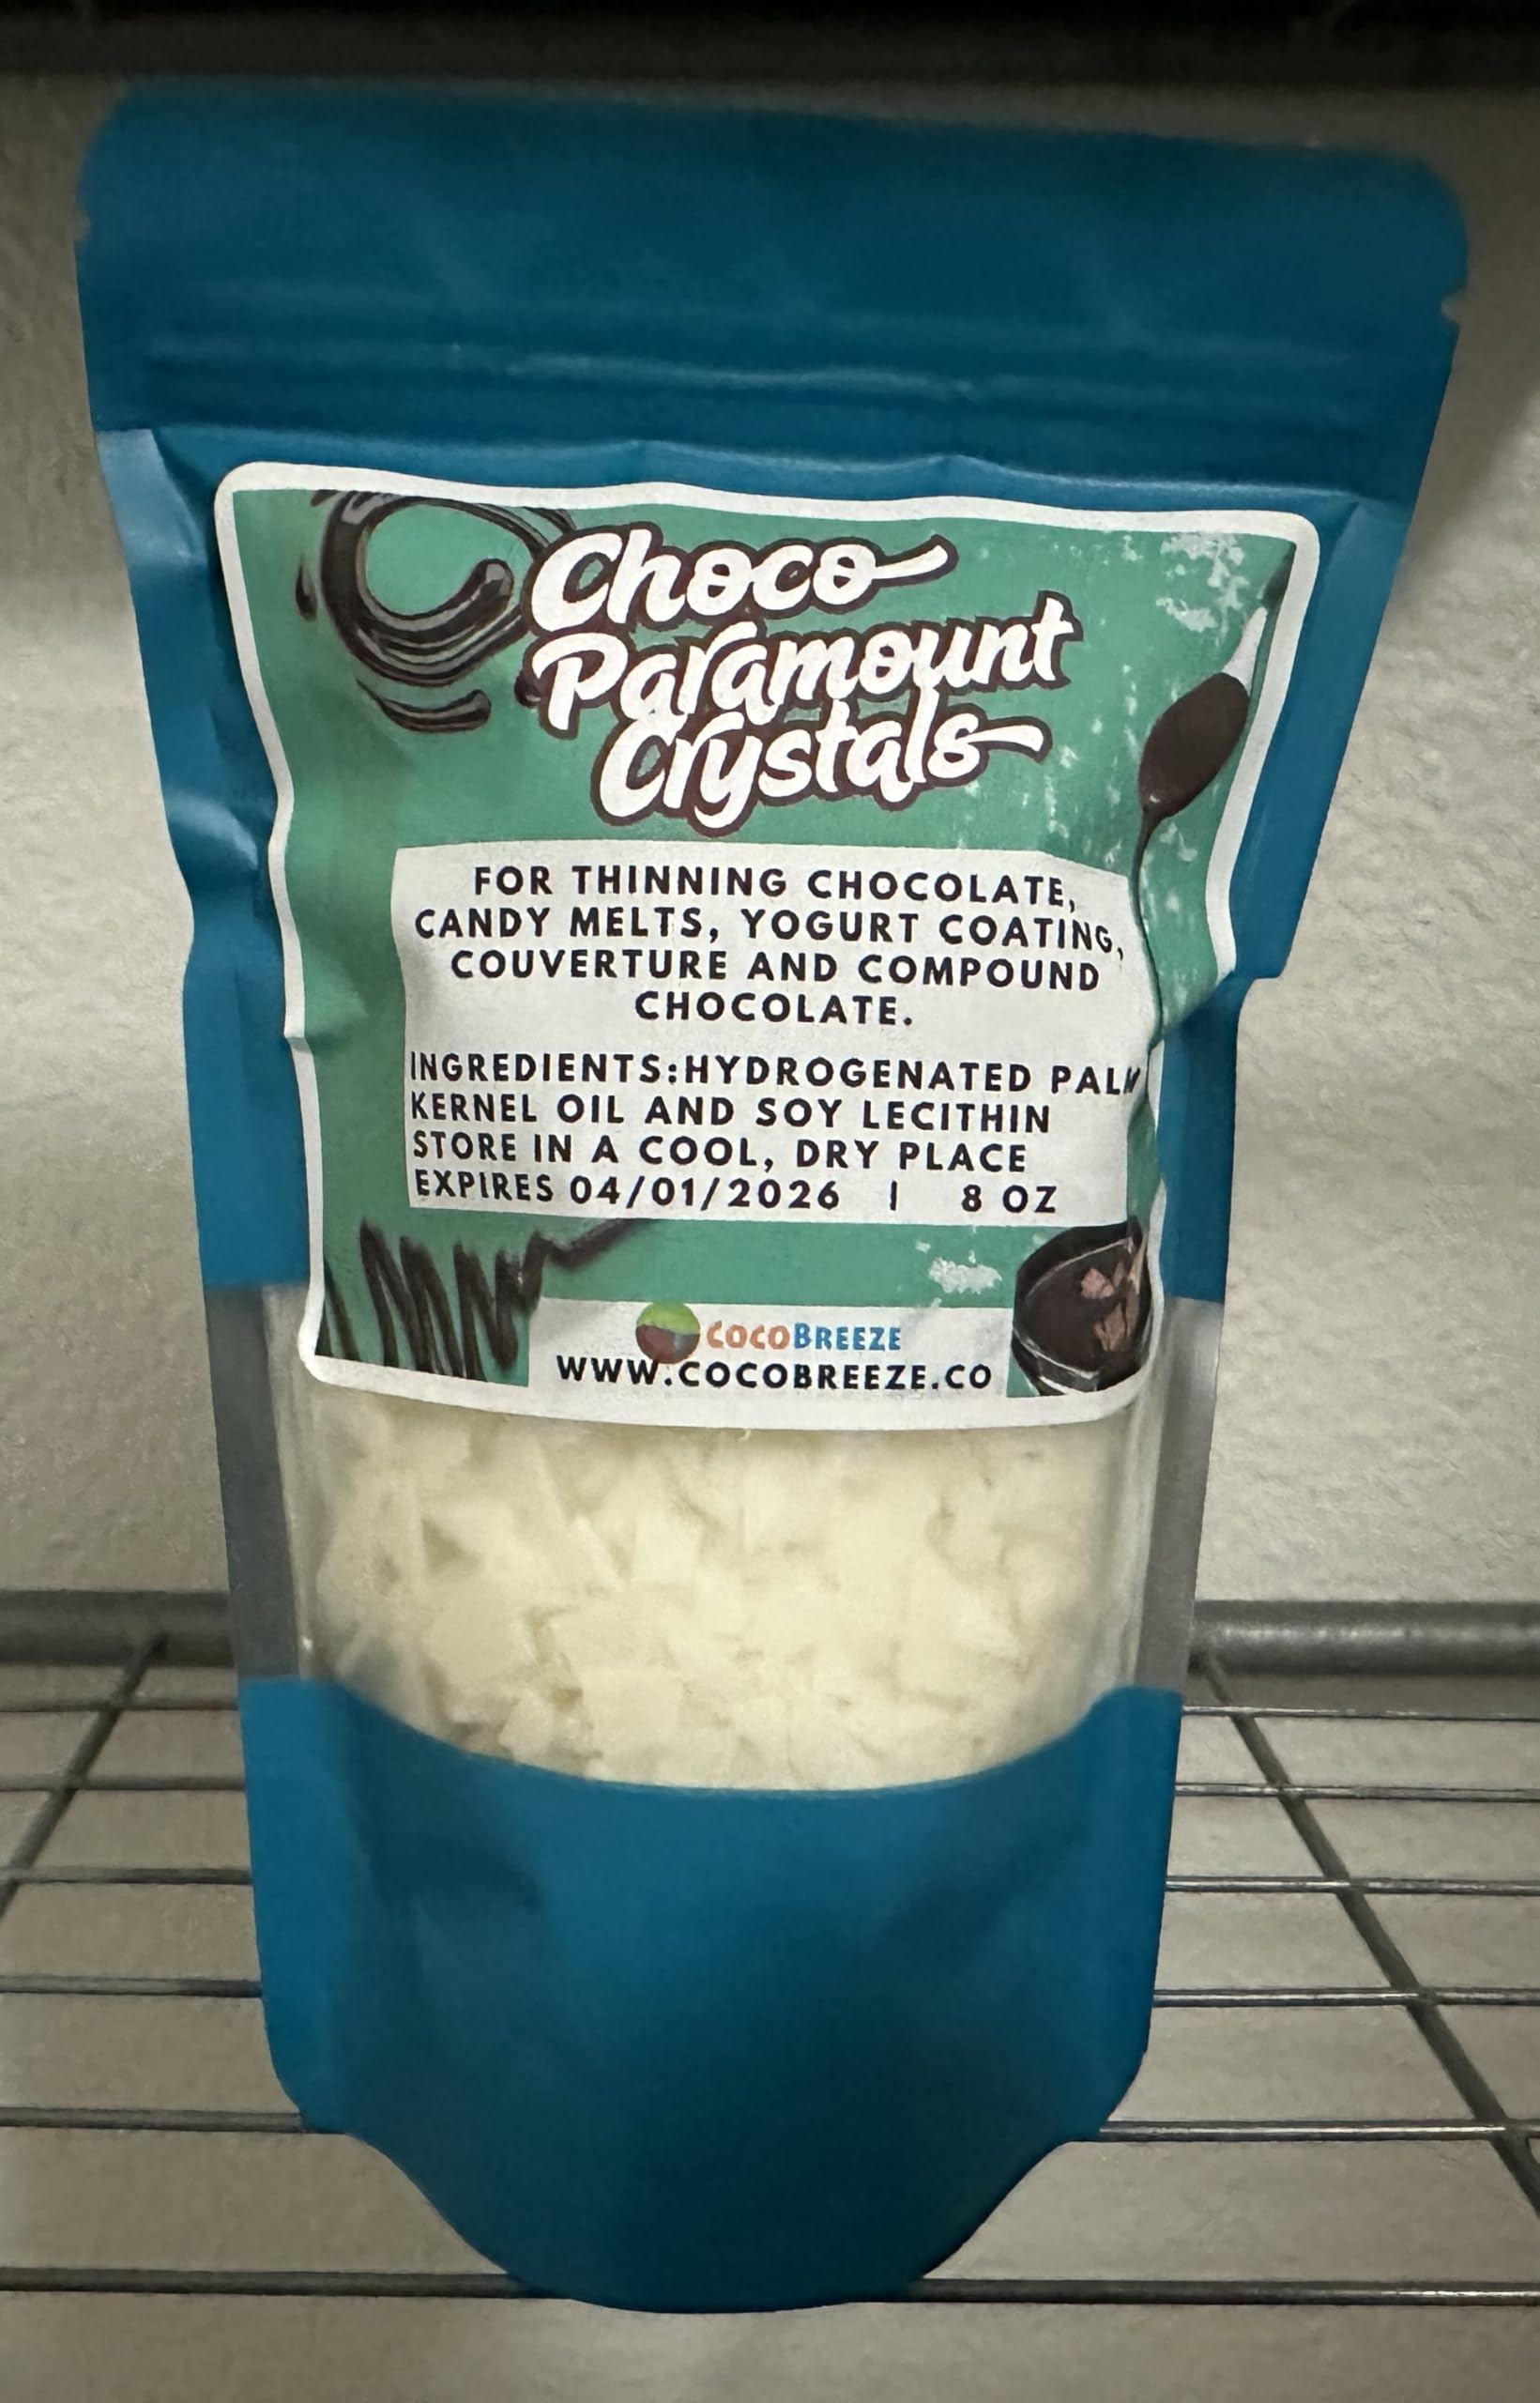 Choco
Paramount
Crystals
FOR THINNING CHOCOLATE,
CANDY MELTS, YOGURT COATING,
COUVERTURE AND COMPOUND
CHOCOLATE.
INGREDIENTS:HYDROGENATED PALM
KERNEL OIL AND SOY LECITHIN
STORE IN A COOL, DRY PLACE
EXPIRES 04/01/2026 | 8 OZ
COCOBREEZE
WWW.COCOBREEZE.CO